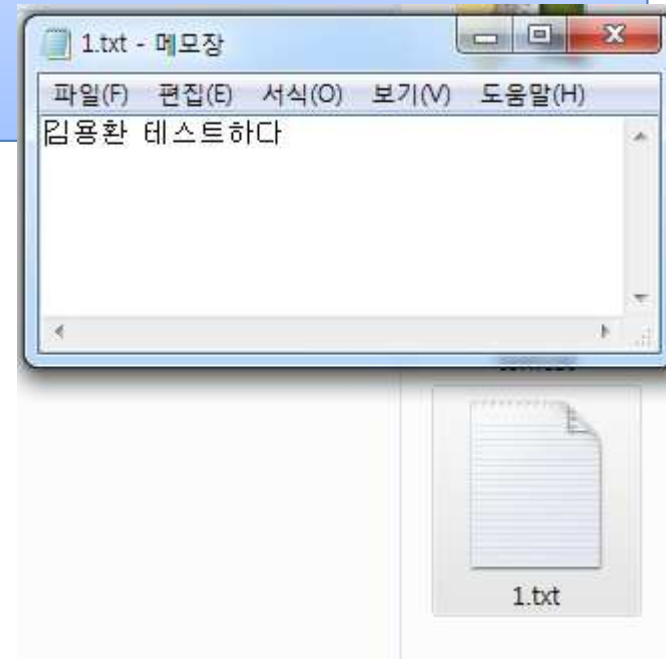 1.txt - 메모장
파일(F) 편집(E) 서식(O) 보기(V) 도움말(H)
김용환 테스트하다
1.txt